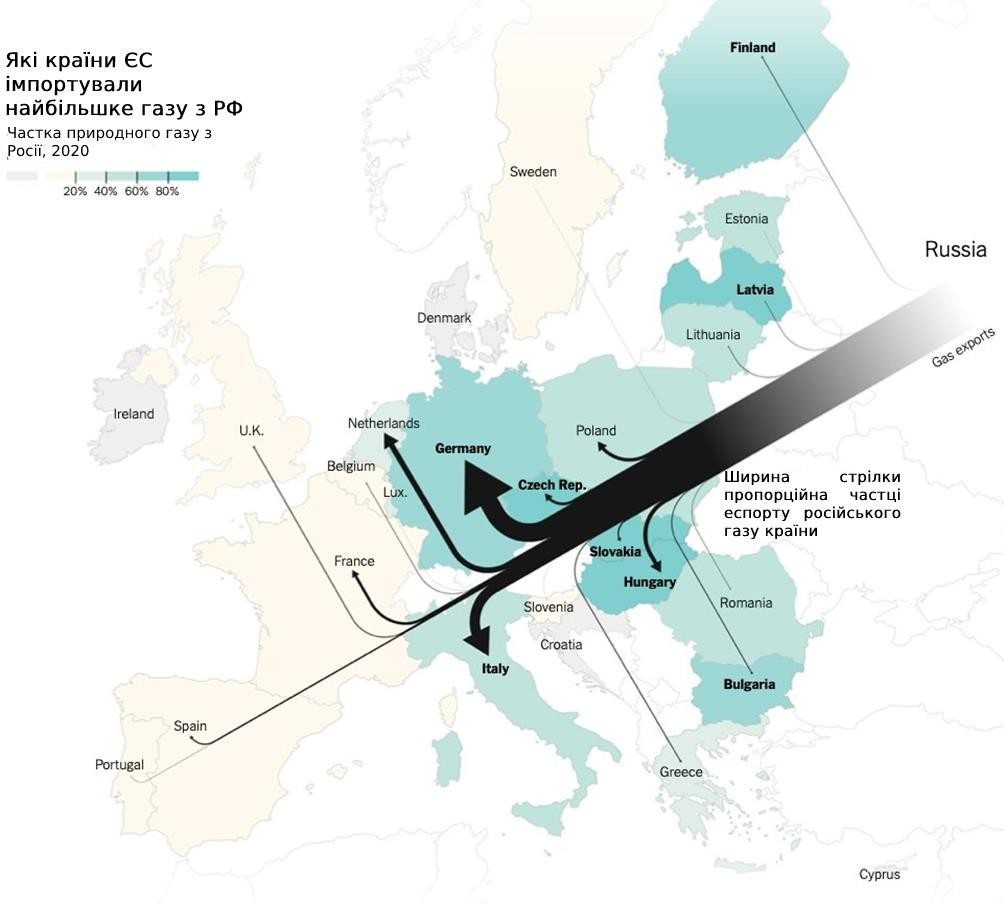 Які країни ЄС
імпортували
найбільшке газу з РФ
Частка природного газу з
Росії, 2020
20% 40% 60% 80%
Finland
Sweden
Estonia
Russia
Latvia
Denmark
Lithuania
Gas exports
Ireland
Netherlands
U.K.
Poland
Germany
Belgium
Czech Rep.
Lux.
Ширина стрілки
пропорційна частці
еспорту російського
газу країни
Slovakia
France
Hungary
Slovenia
Romania
Croatia
Italy
Bulgaria
Spain
Portugal
Greece
Cyprus